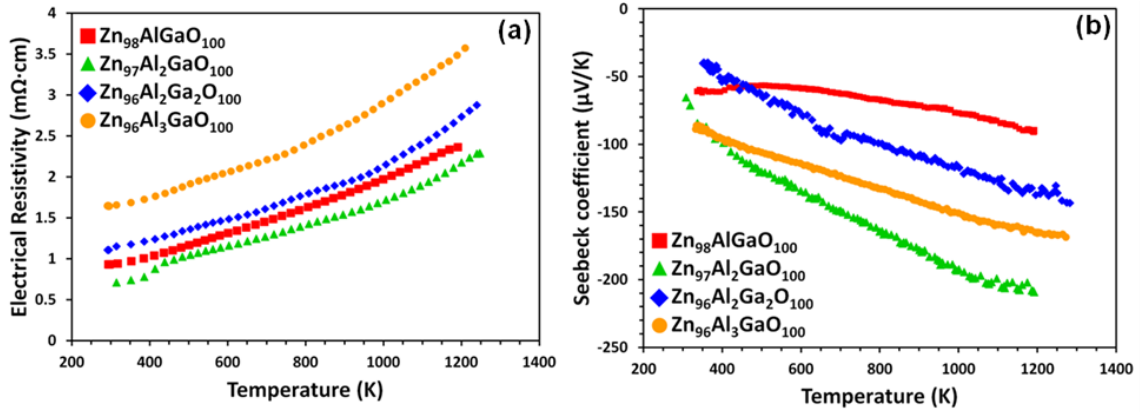 (a)
Zn₉₈AlGaO₁₀₀
Zn₉₇Al₂GaO₁₀₀
Zn₉₆Al₂Ga₂O₁₀₀
Zn₉₆Al₃GaO₁₀₀
Electrical Resistivity (mΩ·cm)
4
3.5
3
2.5
2
1.5
1
0.5
0
200 400 600 800 1000 1200 1400
Temperature (K)
(b)
Seebeck coefficient (μV/K)
0
-50
-100
-150
-200
-250
Zn₉₈AlGaO₁₀₀
Zn₉₇Al₂GaO₁₀₀
Zn₉₆Al₂Ga₂O₁₀₀
Zn₉₆Al₃GaO₁₀₀
200 400 600 800 1000 1200 1400
Temperature (K)